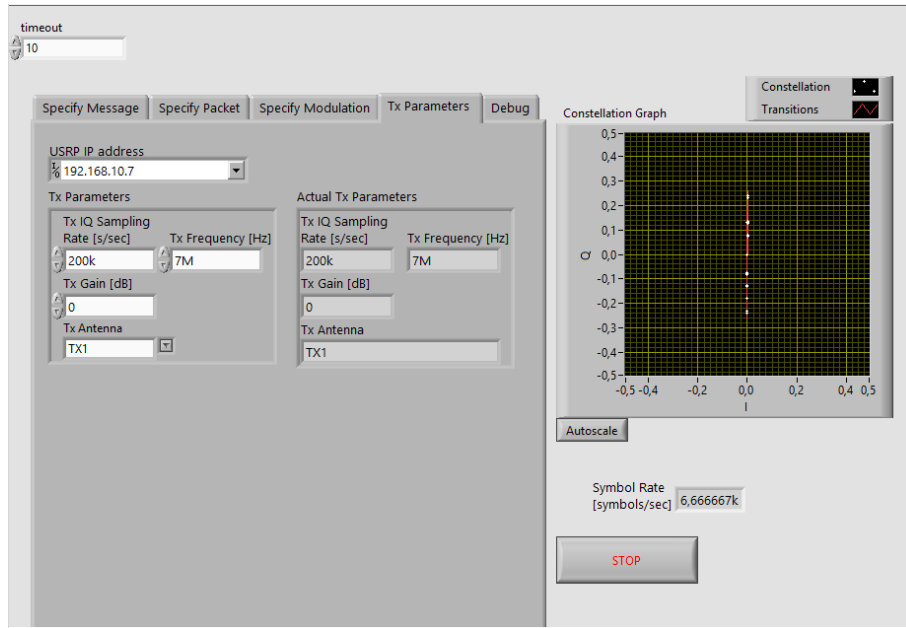 timeout
10
Specify Message
Specify Packet
Specify Modulation
Tx Parameters
Debug
USRP IP address
192.168.10.7
Tx Parameters
Tx IQ Sampling
Rate [s/sec]
Tx Frequency [Hz]
200k
7M
Tx Gain [dB]
0
Tx Antenna
TX1
Actual Tx Parameters
Tx IQ Sampling
Rate [s/sec]
Tx Frequency [Hz]
200k
7M
Tx Gain [dB]
0
Tx Antenna
TX1
Constellation Graph
Constellation
Transitions
0,5
0,4
0,3
0,2
0,1
0,0
-0,1
-0,2
-0,3
-0,4
-0,5
Q
-0,5 -0,4 -0,2 0,0 0,2 0,4 0,5
I
Autoscale
Symbol Rate
[symbols/sec]
6,666667k
STOP